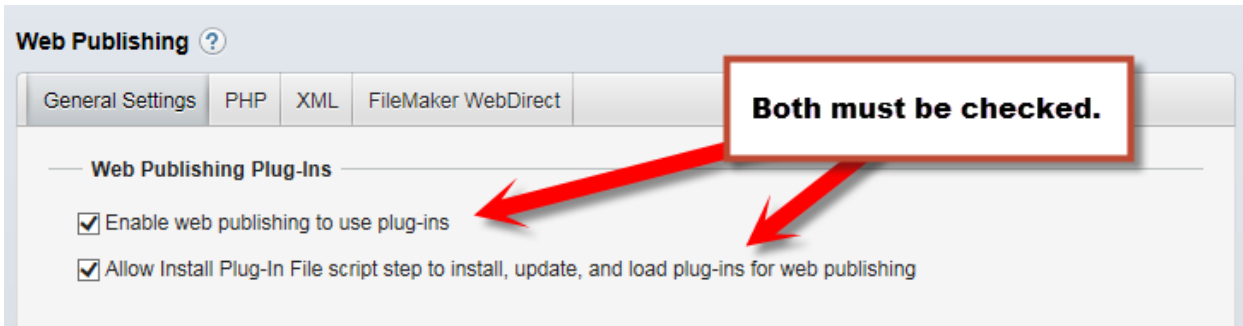 Web Publishing ?
General Settings PHP XML FileMaker WebDirect
Both must be checked.
Web Publishing Plug-Ins
Enable web publishing to use plug-ins
Allow Install Plug-In File script step to install, update, and load plug-ins for web publishing